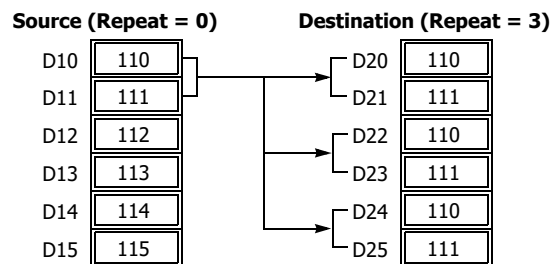 Source (Repeat = 0) Destination (Repeat = 3)
D10 110 D20 110
D11 111 D21 111
D12 112 D22 110
D13 113 D23 111
D14 114 D24 110
D15 115 D25 111